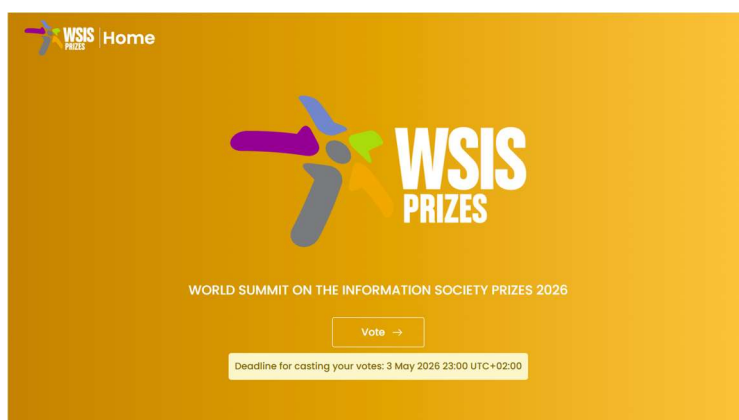 WSIS
PRIZES
Home
WSIS
PRIZES
WORLD SUMMIT ON THE INFORMATION SOCIETY PRIZES 2026
Vote →
Deadline for casting your votes: 3 May 2026 23:00 UTC+02:00